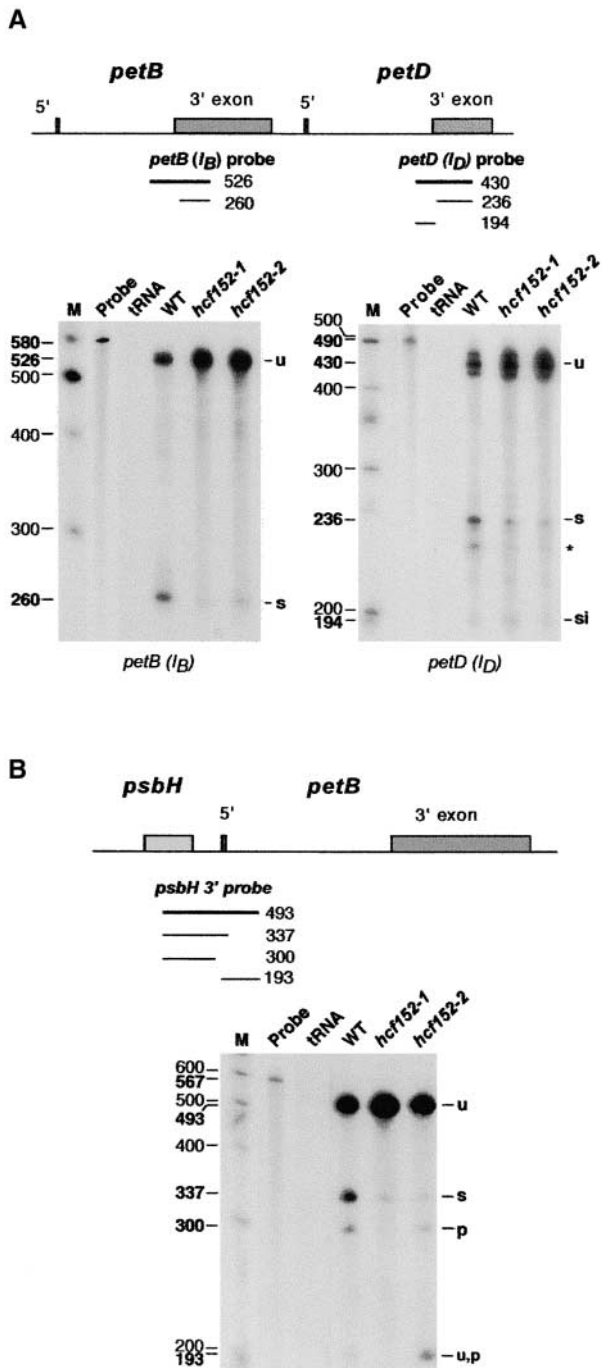 A
petB petD
5' 3' exon 5' 3' exon
petB (IB) probe petD (ID) probe
526 430
260 236
194
M Probe tRNA WT hcf152-1 hcf152-2 M Probe tRNA WT hcf152-1 hcf152-2
580 500
526 u 490
500 430 u
400 400
300 300
236 s
*
260 s 200
194 si
petB (IB) petD (ID)
B
psbH petB
5' 3' exon
psbH 3' probe
493
337
300
193
M Probe tRNA WT hcf152-1 hcf152-2
600
567
500 u
493
400
337 s
300 p
200
193 u,p